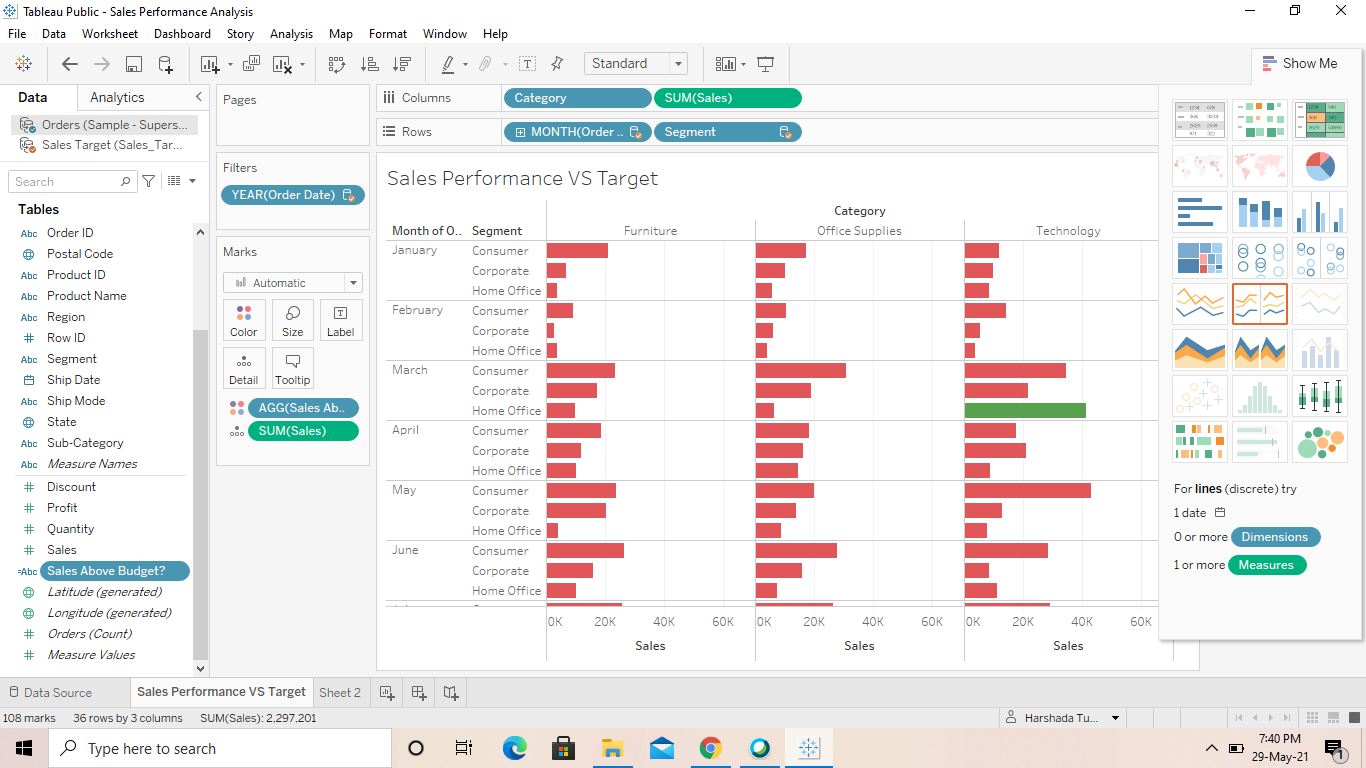 Tableau Public - Sales Performance Analysis
File Data Worksheet Dashboard Story Analysis Map Format Window Help
Standard
Show Me
Data Analytics
Orders (Sample - Supers...
Sales Target (Sales_Tar...
Search
Tables
Abc Order ID
Postal Code
Abc Product ID
Abc Product Name
Abc Region
# Row ID
Abc Segment
Ship Date
Abc Ship Mode
State
Abc Sub-Category
Abc Measure Names
# Discount
# Profit
# Quantity
# Sales
=Abc Sales Above Budget?
Latitude (generated)
Longitude (generated)
# Orders (Count)
# Measure Values
Pages
Filters
YEAR(Order Date)
Marks
Automatic
Color Size Label
Detail Tooltip
AGG(Sales Ab..
SUM(Sales)
Columns Category SUM(Sales)
Rows MONTH(Order .. Segment
Sales Performance VS Target
Category
Month of O.. Segment Furniture Office Supplies Technology
January Consumer
Corporate
Home Office
February Consumer
Corporate
Home Office
March Consumer
Corporate
Home Office
April Consumer
Corporate
Home Office
May Consumer
Corporate
Home Office
June Consumer
Corporate
Home Office
0K 20K 40K 60K 0K 20K 40K 60K 0K 20K 40K 60K
Sales Sales Sales
For lines (discrete) try
1 date
0 or more Dimensions
1 or more Measures
Data Source Sales Performance VS Target Sheet 2
108 marks 36 rows by 3 columns SUM(Sales): 2,297,201 Harshada Tu...
Type here to search
7:40 PM
29-May-21
1